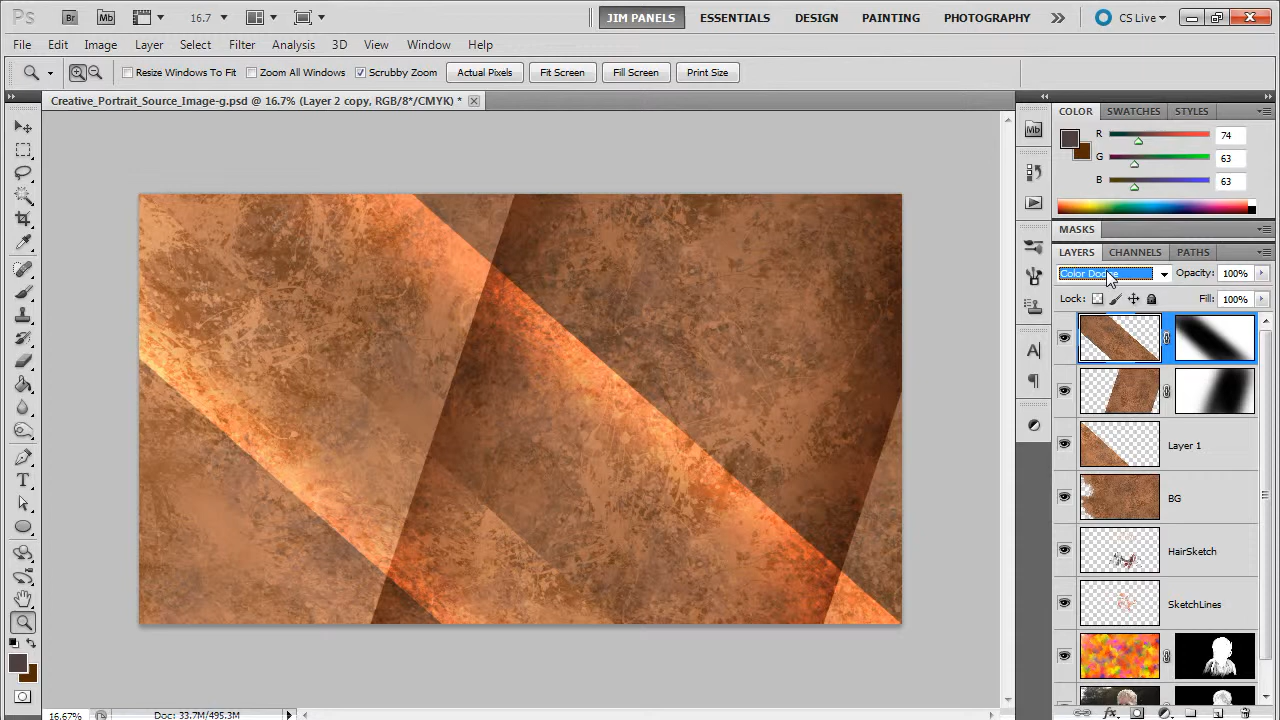 Ps Br Mb 16.7 JIM PANELS ESSENTIALS DESIGN PAINTING PHOTOGRAPHY CS Live
File Edit Image Layer Select Filter Analysis 3D View Window Help
Resize Windows To Fit Zoom All Windows Scrubby Zoom Actual Pixels Fit Screen Fill Screen Print Size
Creative_Portrait_Source_Image-g.psd @ 16.7% (Layer 2 copy, RGB/8*/CMYK) *
COLOR SWATCHES STYLES
R 74
G 63
B 63
MASKS
LAYERS CHANNELS PATHS
Color Dodge Opacity: 100%
Lock: Fill: 100%
Layer 1
BG
HairSketch
SketchLines
16.67% Doc: 33.7M/495.3M